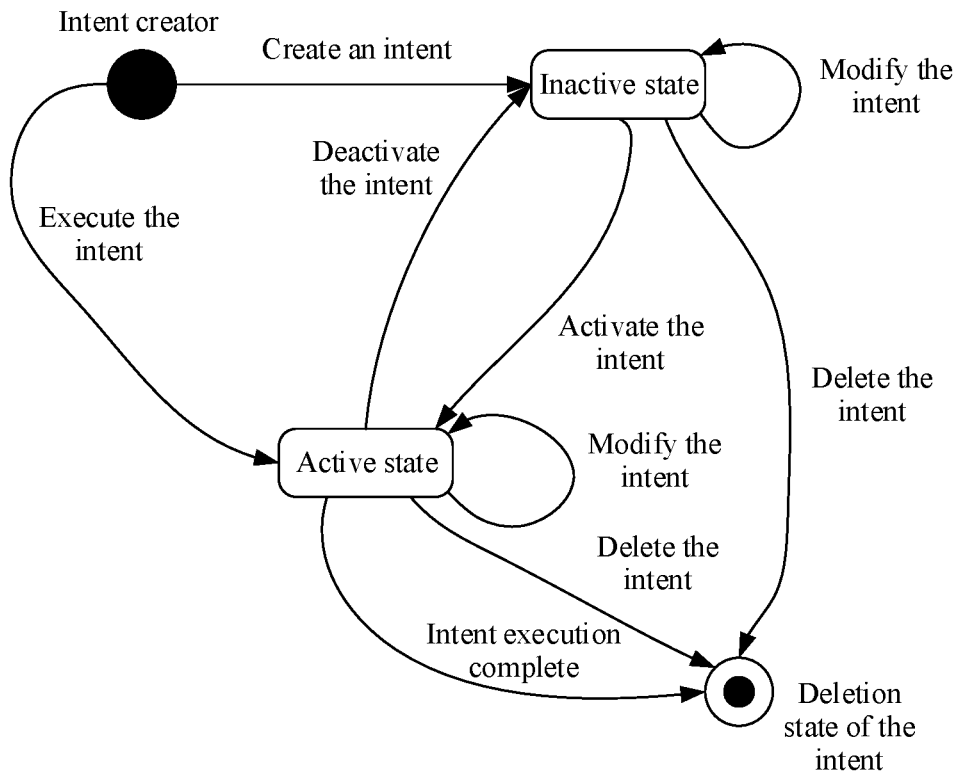 Intent creator
Create an intent
Inactive state
Modify the
intent
Deactivate
the intent
Execute the
intent
Activate the
intent
Delete the
intent
Active state
Modify the
intent
Delete the
intent
Intent execution
complete
Deletion
state of the
intent